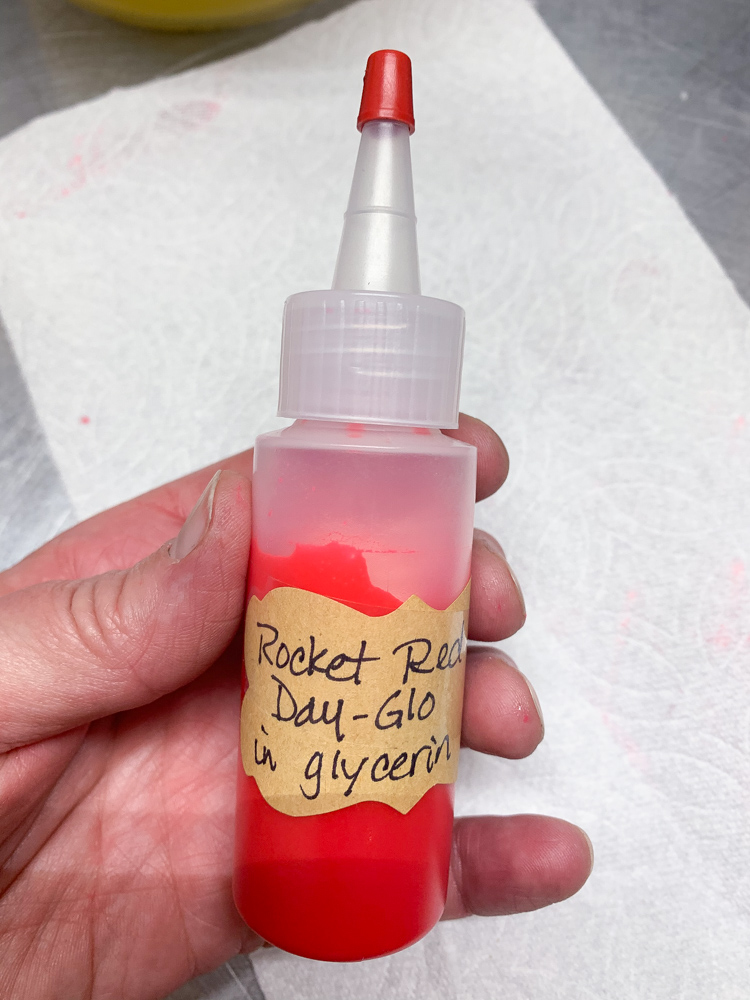 Rocket Red
Day-Glo
in glycerin